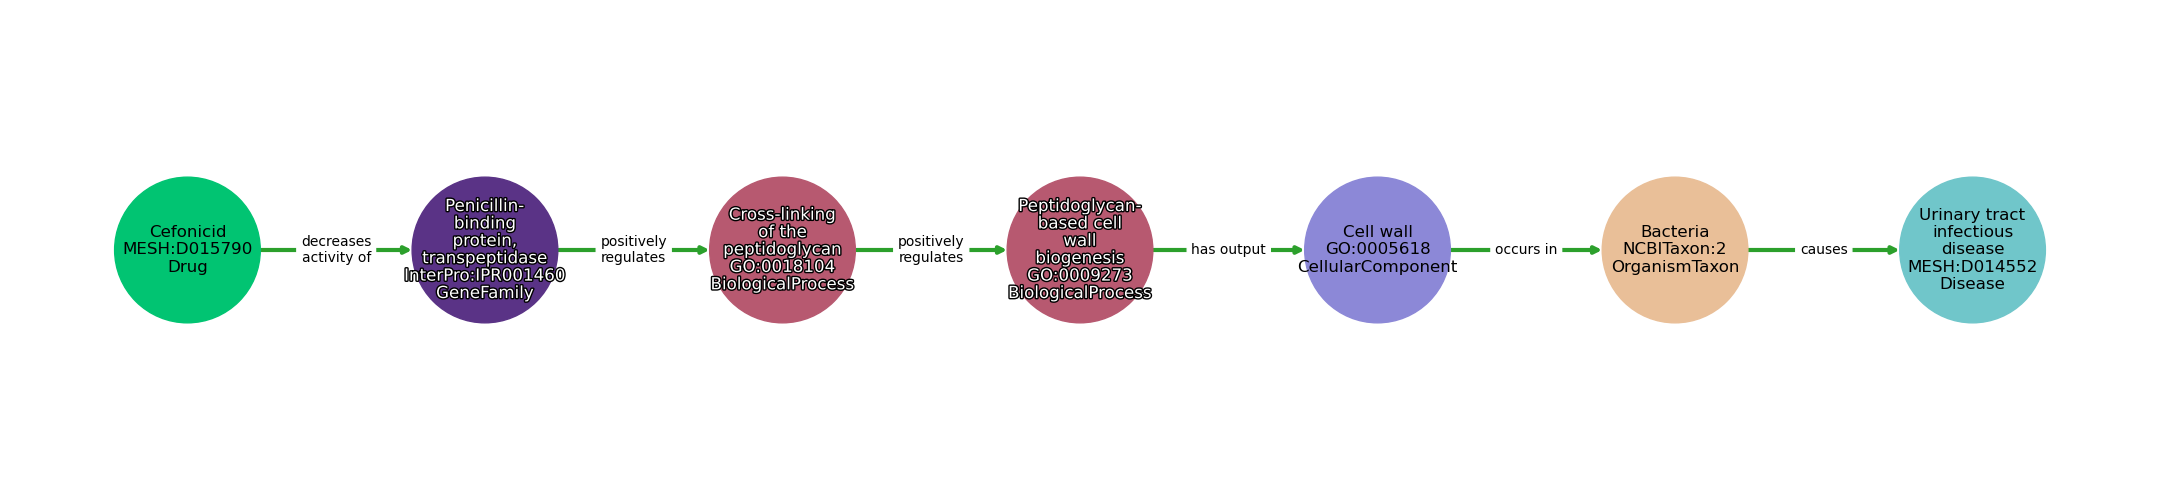 Cefonicid
MESH:D015790
Drug
decreases
activity of
Penicillin-
binding
protein,
transpeptidase
InterPro:IPR001460
GeneFamily
positively
regulates
Cross-linking
of the
peptidoglycan
GO:0018104
BiologicalProcess
positively
regulates
Peptidoglycan-
based cell
wall
biogenesis
GO:0009273
BiologicalProcess
has output
Cell wall
GO:0005618
CellularComponent
occurs in
Bacteria
NCBITaxon:2
OrganismTaxon
causes
Urinary tract
infectious
disease
MESH:D014552
Disease